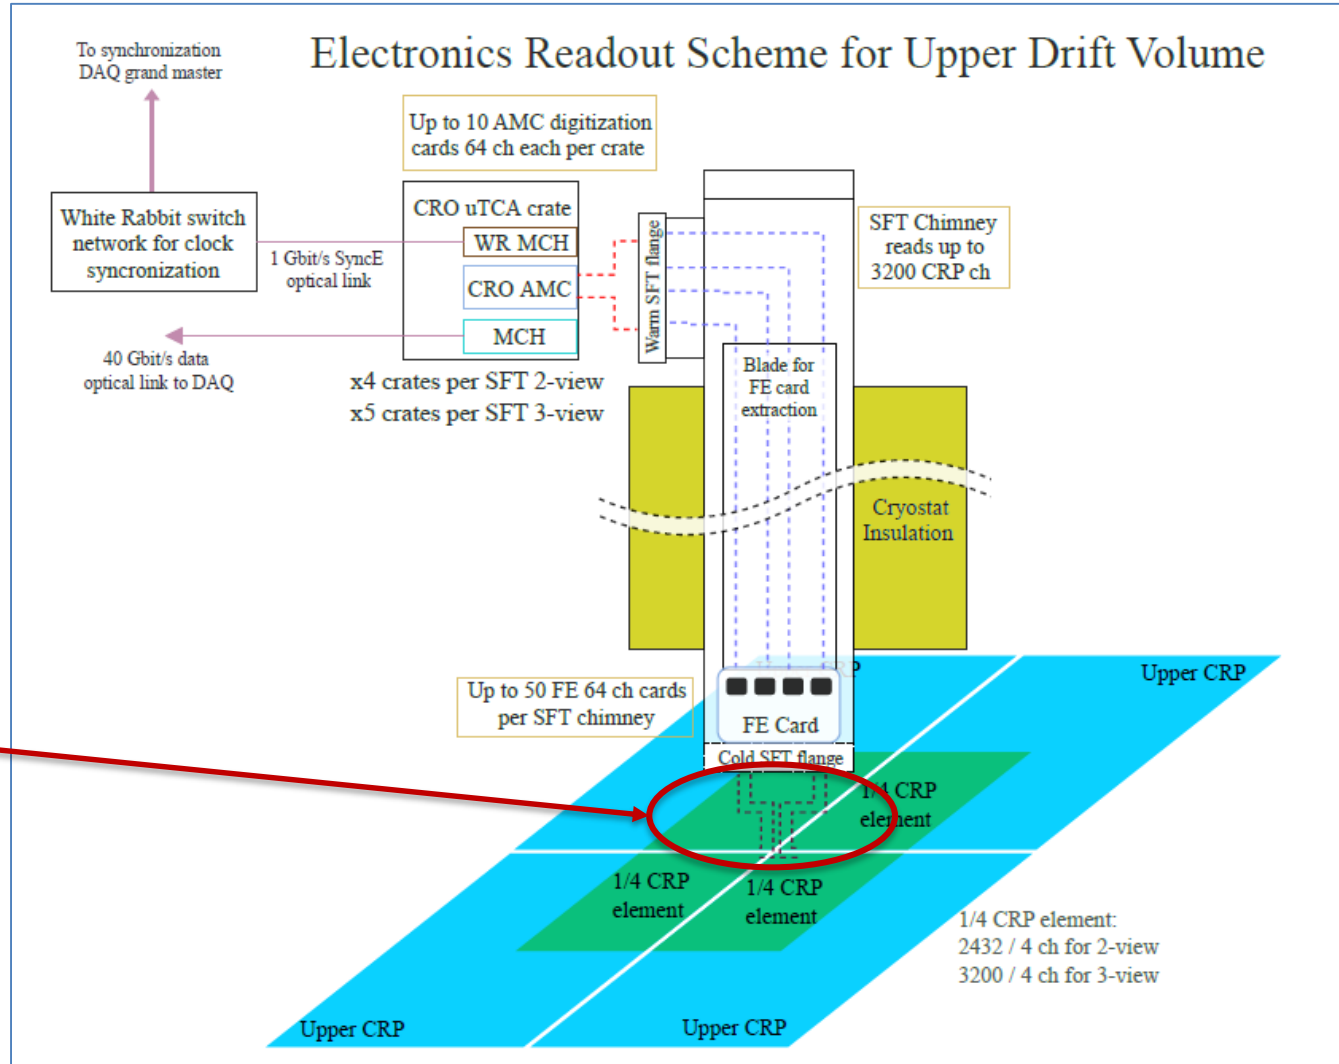 To synchronization
DAQ grand master
Electronics Readout Scheme for Upper Drift Volume
Up to 10 AMC digitization
cards 64 ch each per crate
White Rabbit switch
network for clock
syncronization
1 Gbit/s SyncE
optical link
CRO uTCA crate
WR MCH
CRO AMC
MCH
40 Gbit/s data
optical link to DAQ
x4 crates per SFT 2-view
x5 crates per SFT 3-view
Warm SFT flange
SFT Chimney
reads up to
3200 CRP ch
Blade for
FE card
extraction
Cryostat
Insulation
Upper CRP
Up to 50 FE 64 ch cards
per SFT chimney
FE Card
Cold SFT flange
1/4 CRP
element
1/4 CRP
element
1/4 CRP
element
1/4 CRP element:
2432 / 4 ch for 2-view
3200 / 4 ch for 3-view
Upper CRP
Upper CRP